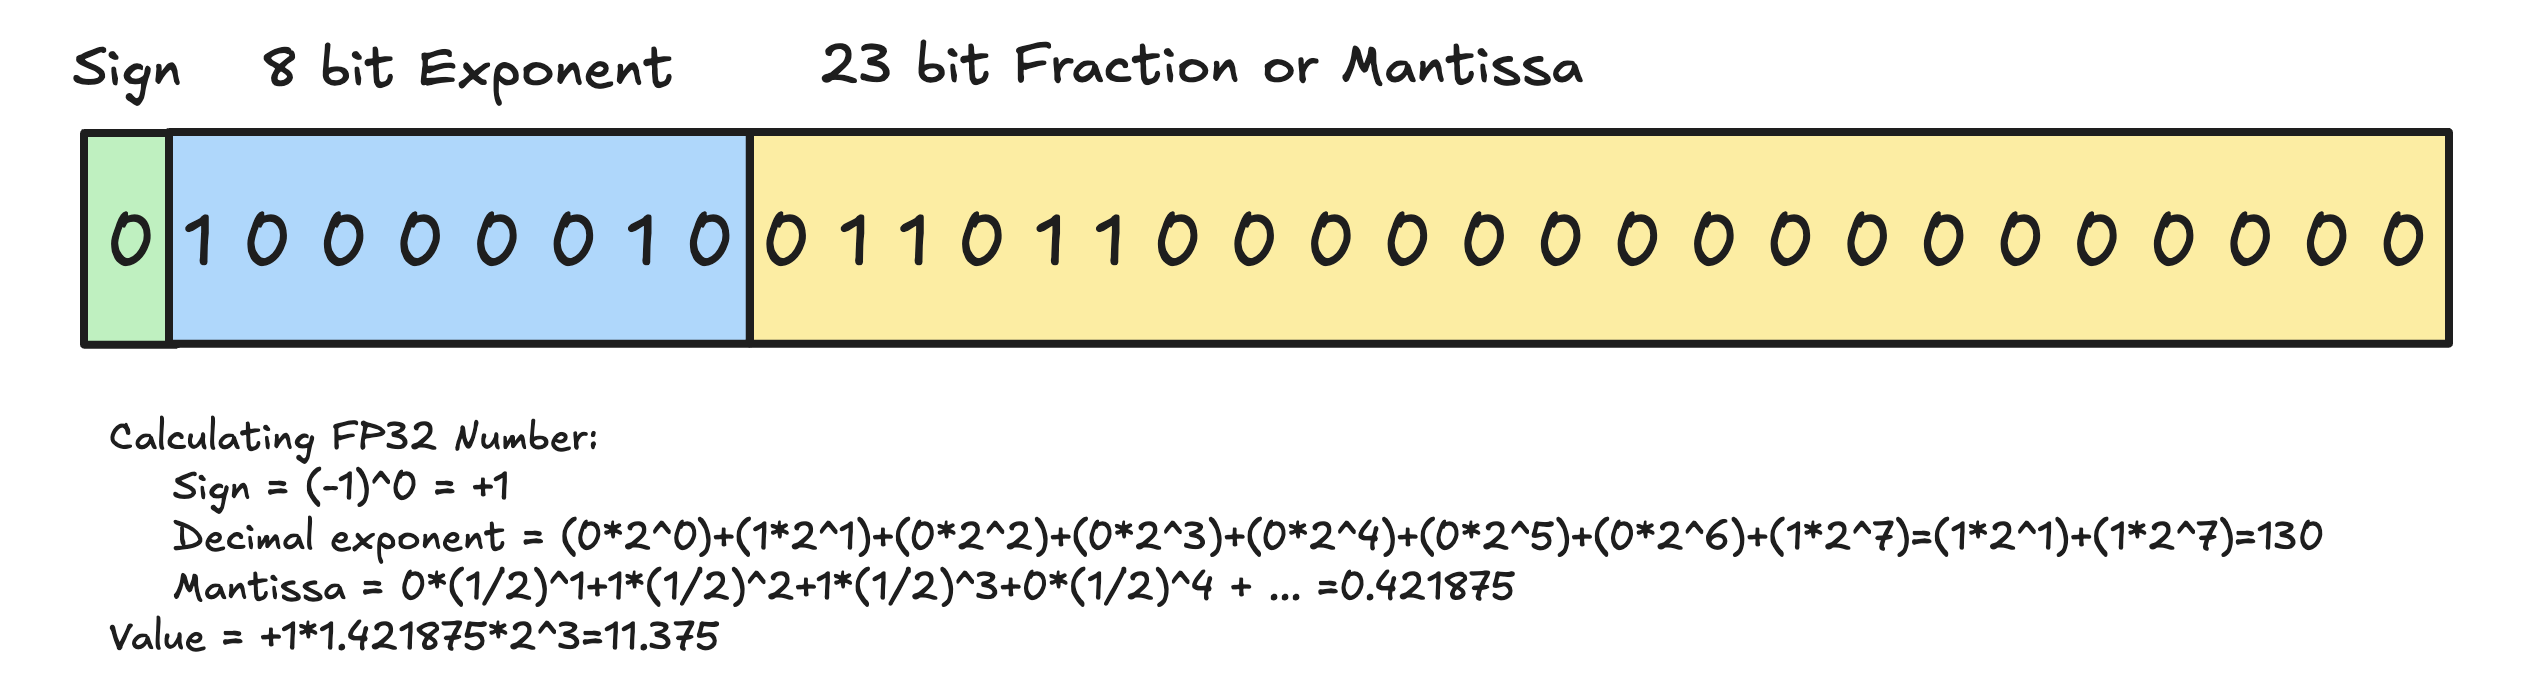 Sign 8 bit Exponent 23 bit Fraction or Mantissa
0 1 0 0 0 0 0 1 0 0 1 1 0 1 1 0 0 0 0 0 0 0 0 0 0 0 0 0 0 0 0 0
Calculating FP32 Number:
Sign = (-1)^0 = +1
Decimal exponent = (0*2^0)+(1*2^1)+(0*2^2)+(0*2^3)+(0*2^4)+(0*2^5)+(0*2^6)+(1*2^7)=(1*2^1)+(1*2^7)=130
Mantissa = 0*(1/2)^1+1*(1/2)^2+1*(1/2)^3+0*(1/2)^4 + ... =0.421875
Value = +1*1.421875*2^3=11.375